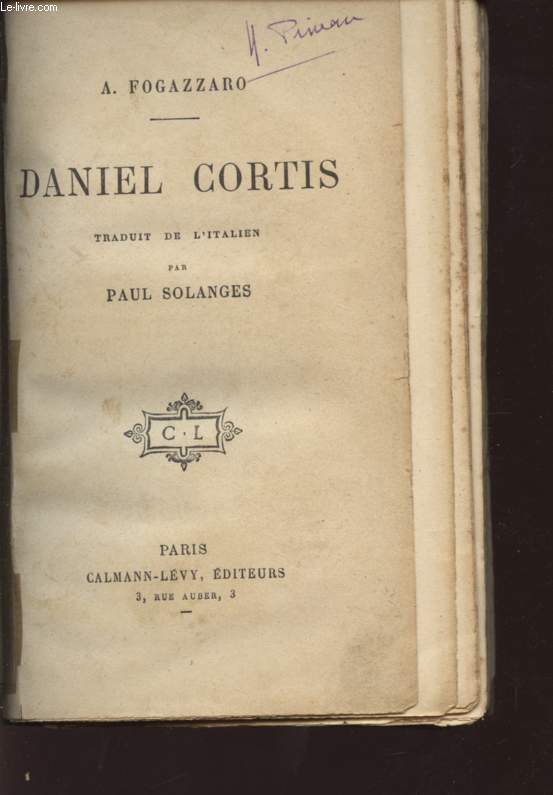 Le-livre.com
A. FOGAZZARO
DANIEL CORTIS
TRADUIT DE L'ITALIEN
PAR
PAUL SOLANGES
C · L
PARIS
CALMANN-LÉVY, ÉDITEURS
3, RUE AUBER, 3